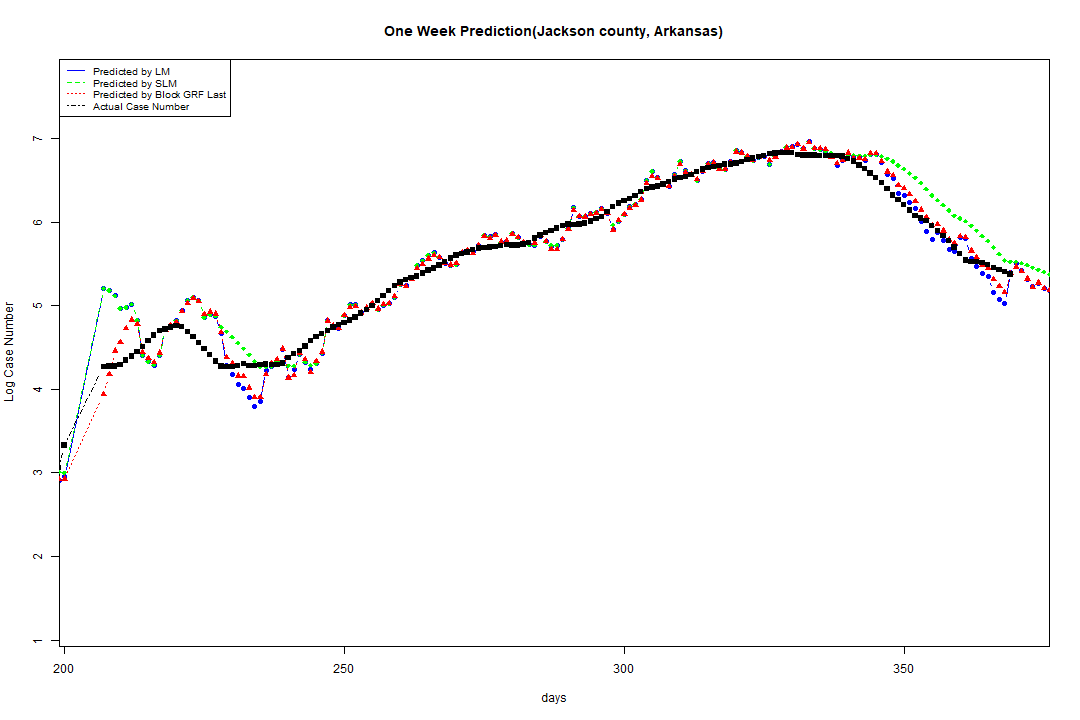 One Week Prediction(Jackson county, Arkansas)
Predicted by LM
Predicted by SLM
Predicted by Block GRF Last
Actual Case Number
7
6
5
4
3
2
1
Log Case Number
200 250 300 350
days